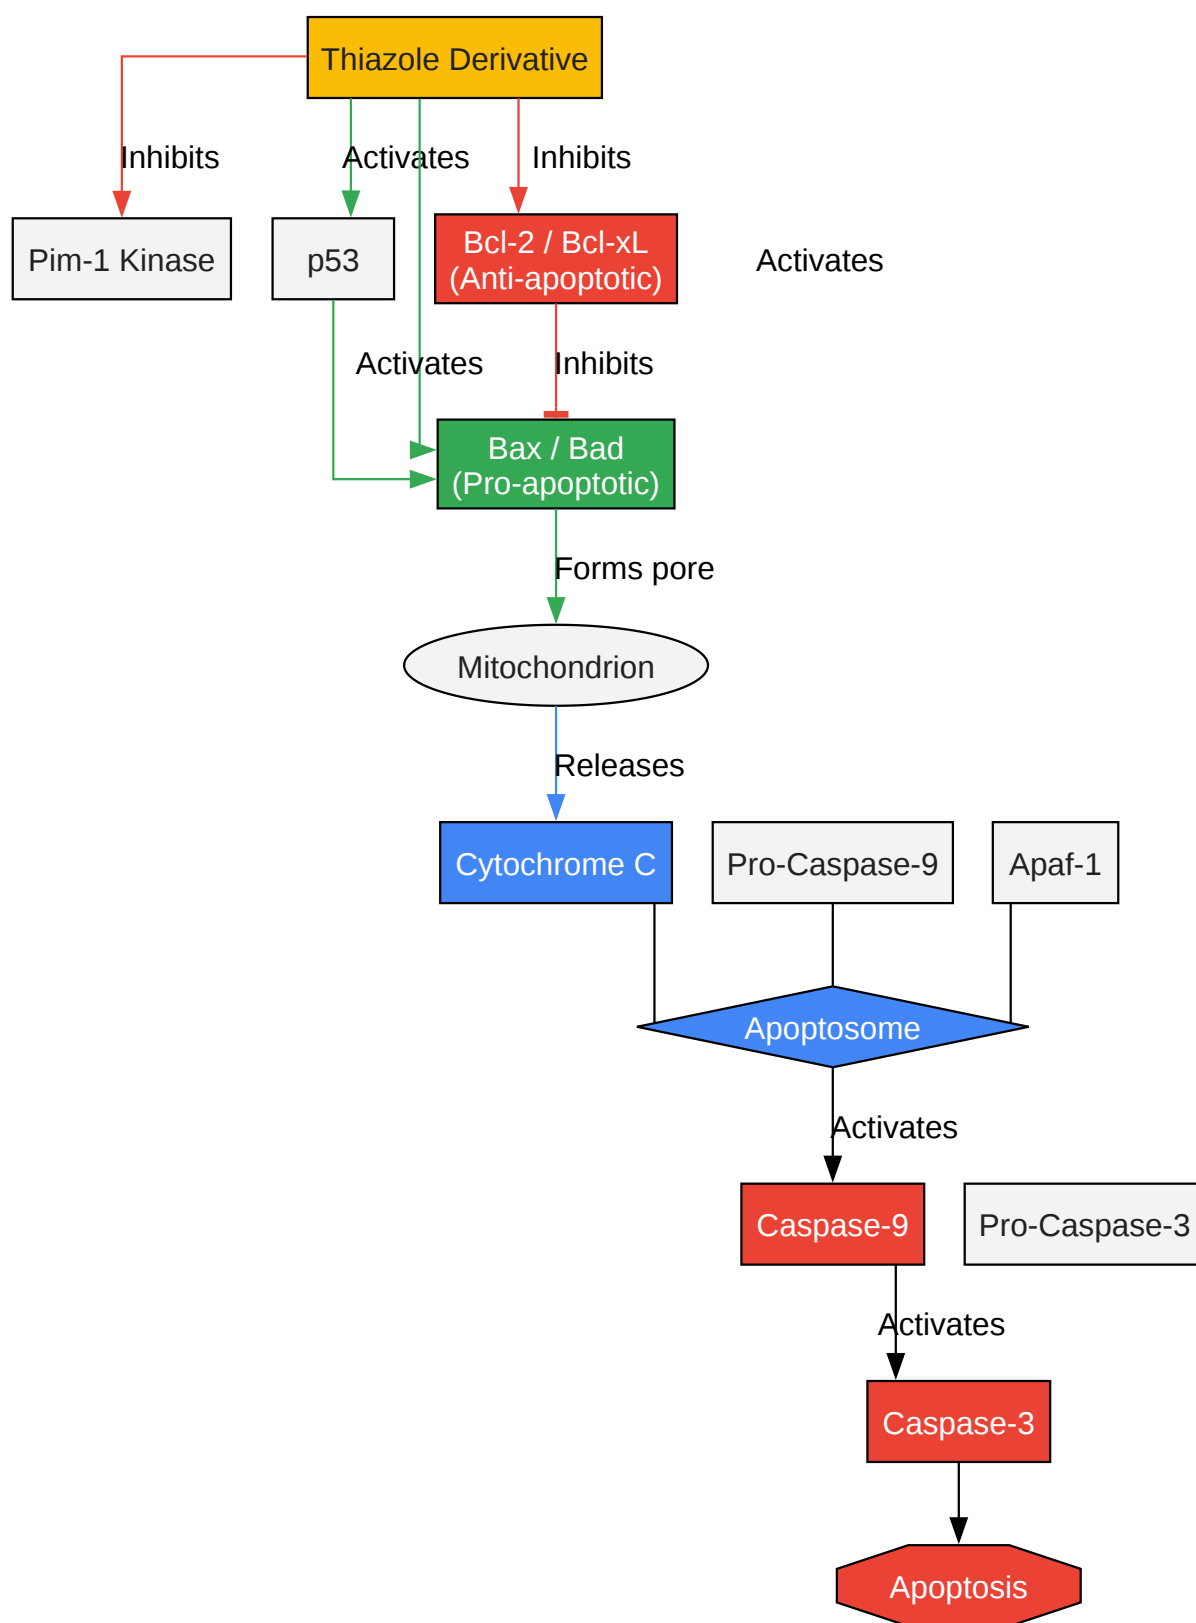 Thiazole Derivative
Inhibits
Activates
Inhibits
Pim-1 Kinase
p53
Bcl-2 / Bcl-xL
(Anti-apoptotic)
Activates
Activates
Inhibits
Bax / Bad
(Pro-apoptotic)
Forms pore
Mitochondrion
Releases
Cytochrome C
Pro-Caspase-9
Apaf-1
Apoptosome
Activates
Caspase-9
Pro-Caspase-3
Activates
Caspase-3
Apoptosis